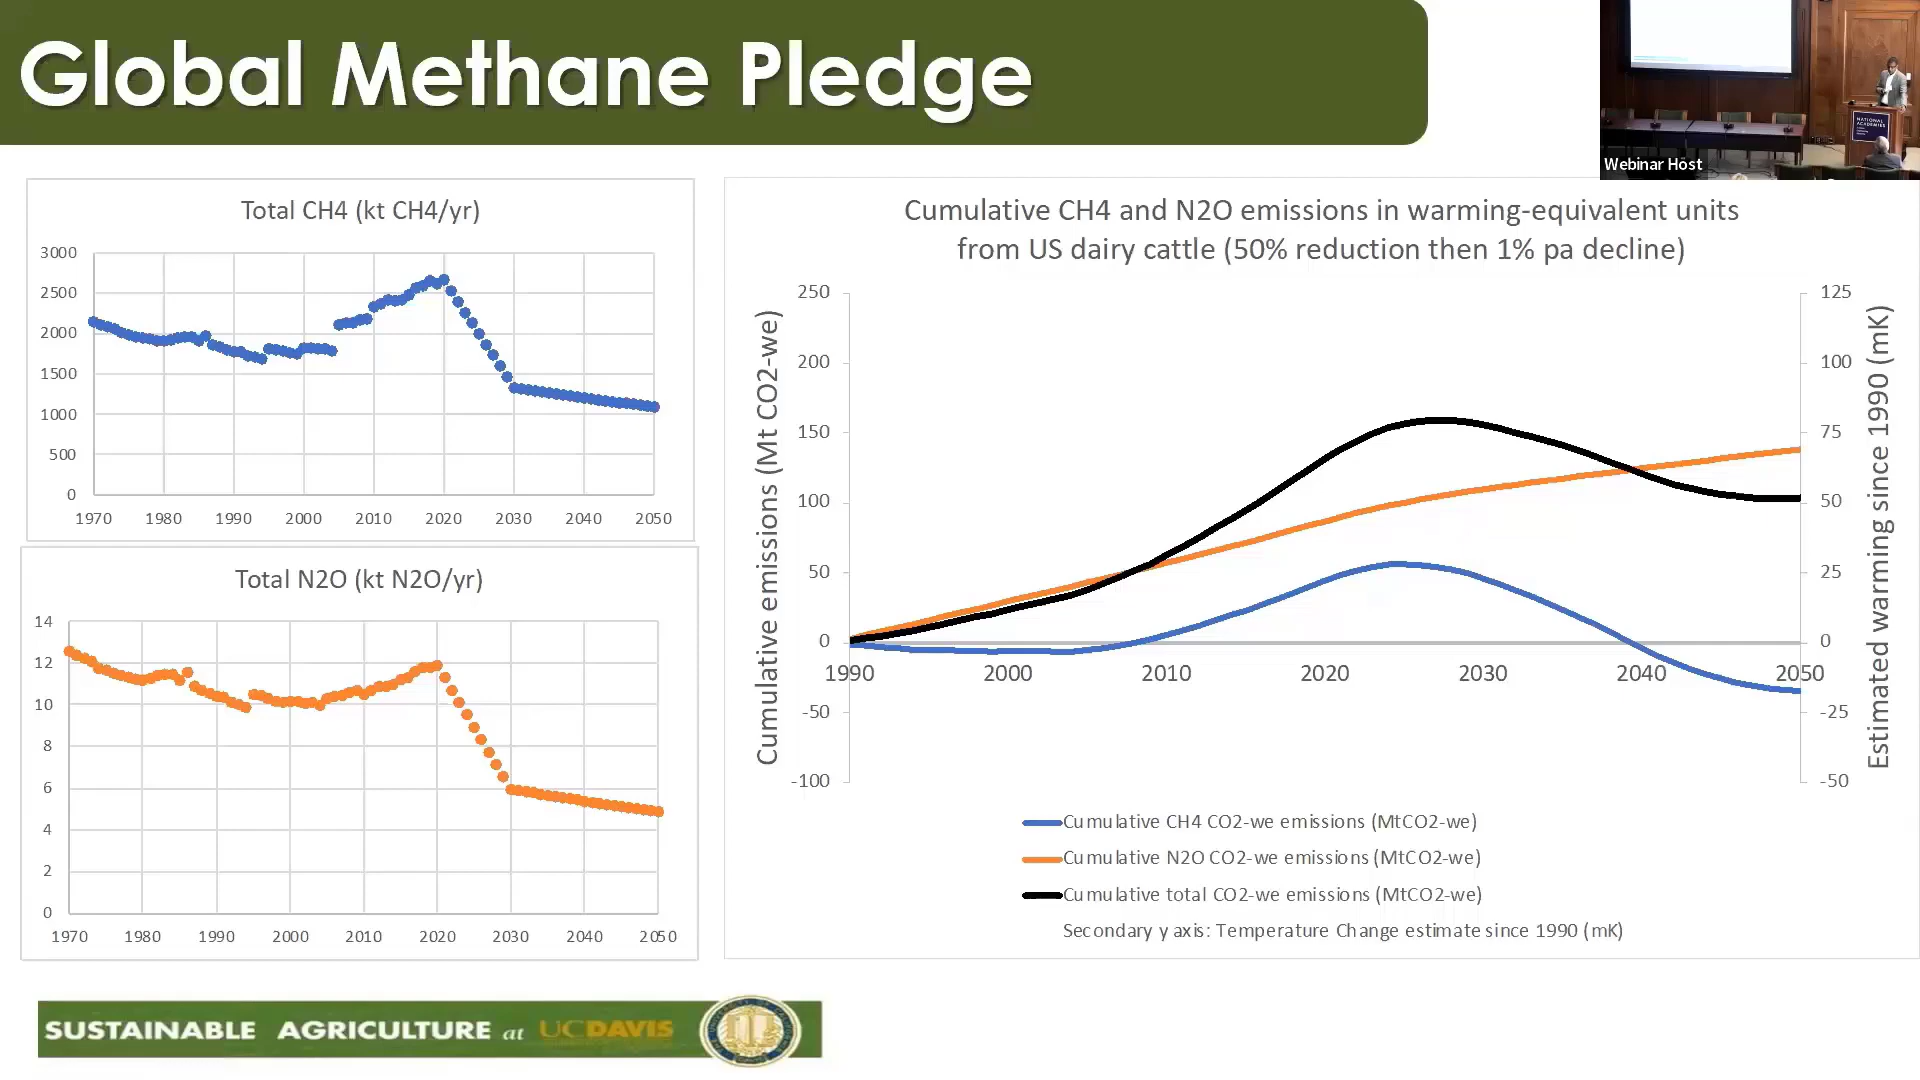 Global Methane Pledge
Webinar Host
NATIONAL
ACADEMIES
Total CH4 (kt CH4/yr)
3000
2500
2000
1500
1000
500
0
1970 1980 1990 2000 2010 2020 2030 2040 2050
Total N2O (kt N2O/yr)
14
12
10
8
6
4
2
0
1970 1980 1990 2000 2010 2020 2030 2040 2050
Cumulative CH4 and N2O emissions in warming-equivalent units
from US dairy cattle (50% reduction then 1% pa decline)
Cumulative emissions (Mt CO2-we)
250
200
150
100
50
0
-50
-100
1990 2000 2010 2020 2030 2040 2050
125
100
75
50
25
0
-25
-50
Estimated warming since 1990 (mK)
Cumulative CH4 CO2-we emissions (MtCO2-we)
Cumulative N2O CO2-we emissions (MtCO2-we)
Cumulative total CO2-we emissions (MtCO2-we)
Secondary y axis: Temperature Change estimate since 1990 (mK)
SUSTAINABLE AGRICULTURE at UCDAVIS